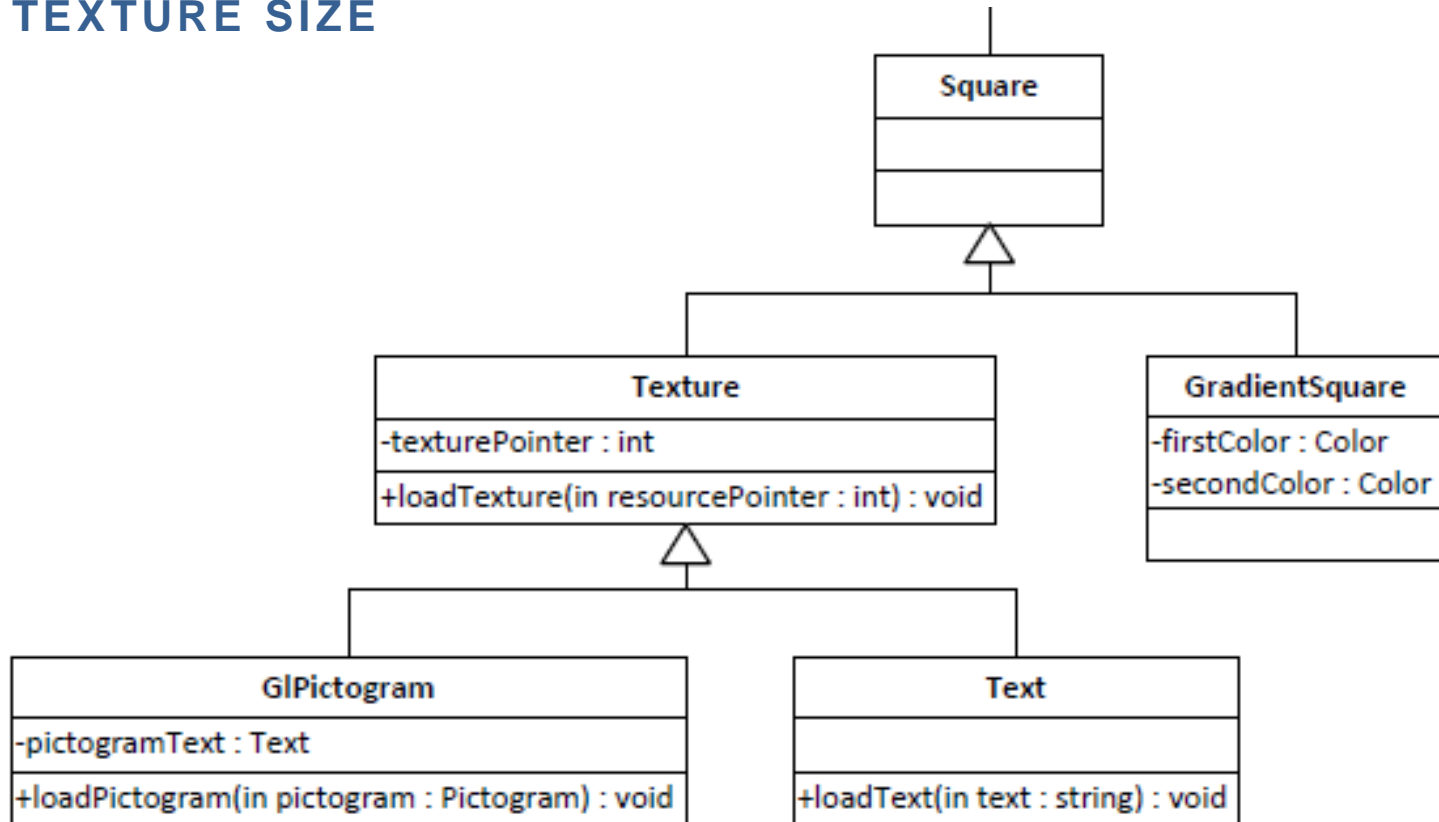 TEXTURE SIZE
Square
Texture
-texturePointer : int
+loadTexture(in resourcePointer : int) : void
GradientSquare
-firstColor : Color
-secondColor : Color
GlPictogram
-pictogramText : Text
+loadPictogram(in pictogram : Pictogram) : void
Text
+loadText(in text : string) : void